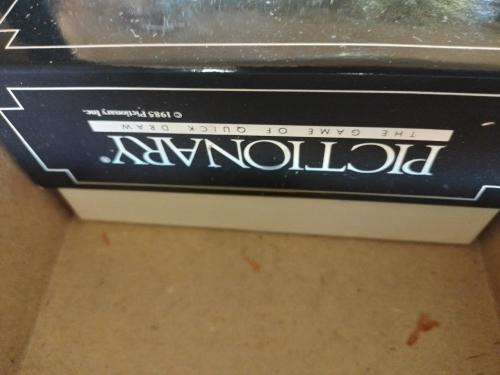 PICTIONARY®
THE GAME OF QUICK DRAW
© 1985 Pictionary Inc.